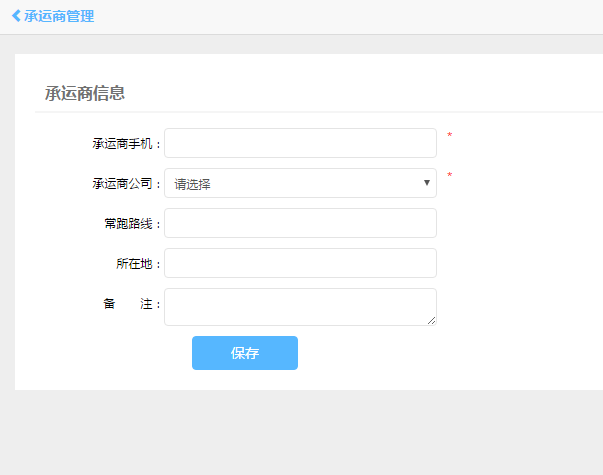 承运商管理
承运商信息
承运商手机： *
承运商公司： 请选择 *
常跑路线：
所在地：
备　　注：
保存